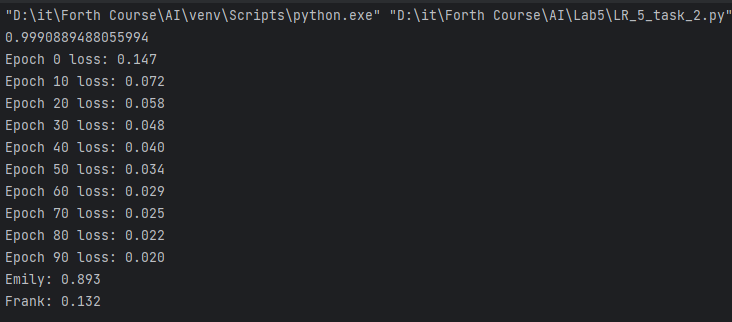 "D:\it\Forth Course\AI\venv\Scripts\python.exe" "D:\it\Forth Course\AI\Lab5\LR_5_task_2.py"
0.9990889488055994
Epoch 0 loss: 0.147
Epoch 10 loss: 0.072
Epoch 20 loss: 0.058
Epoch 30 loss: 0.048
Epoch 40 loss: 0.040
Epoch 50 loss: 0.034
Epoch 60 loss: 0.029
Epoch 70 loss: 0.025
Epoch 80 loss: 0.022
Epoch 90 loss: 0.020
Emily: 0.893
Frank: 0.132